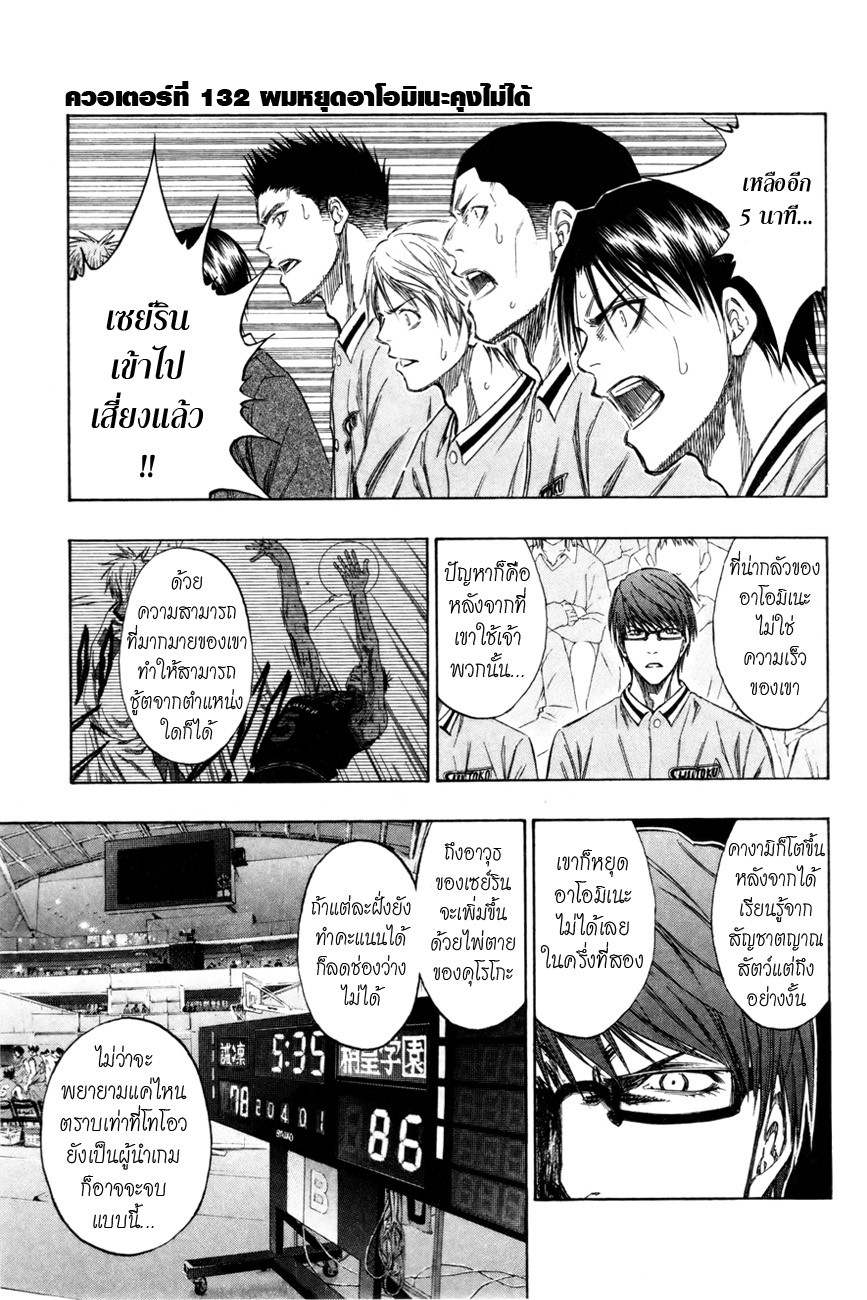 ควอเตอร์ที่ 132 ผมหยุดอาโอมิเนะคุงไม่ได้
เหลืออีก
5 นาที...
เซย์ริน
เข้าไป
เสี่ยงแล้ว
!!
ที่น่ากลัวของ
อาโอมิเนะ
ไม่ใช่
ความเร็ว
ของเขา
ปัญหาก็คือ
หลังจากที่
เขาใช้เจ้า
พวกนั้น...
SHUTOKU
ด้วย
ความสามารถ
ที่มากมายของเขา
ทำให้สามารถ
ชู้ตจากตำแหน่ง
ใดก็ได้
คางามิก็โตขึ้น
หลังจากได้
เรียนรู้จาก
สัญชาตญาณ
สัตว์แต่ถึง
อย่างงั้น
เขาก็หยุด
อาโอมิเนะ
ไม่ได้เลย
ในครึ่งที่สอง
ถึงอาวุธ
ของเซย์ริน
จะเพิ่มขึ้น
ด้วยไพ่ตาย
ของคุโรโกะ
ถ้าแต่ละฝั่งยัง
ทำคะแนนได้
ก็ลดช่องว่าง
ไม่ได้
誠凛 5:35 桐皇学園
78 20401 86
B
ไม่ว่าจะ
พยายามแค่ไหน
ตราบเท่าที่โทโอว
ยังเป็นผู้นำเกม
ก็อาจจะจบ
แบบนี้...